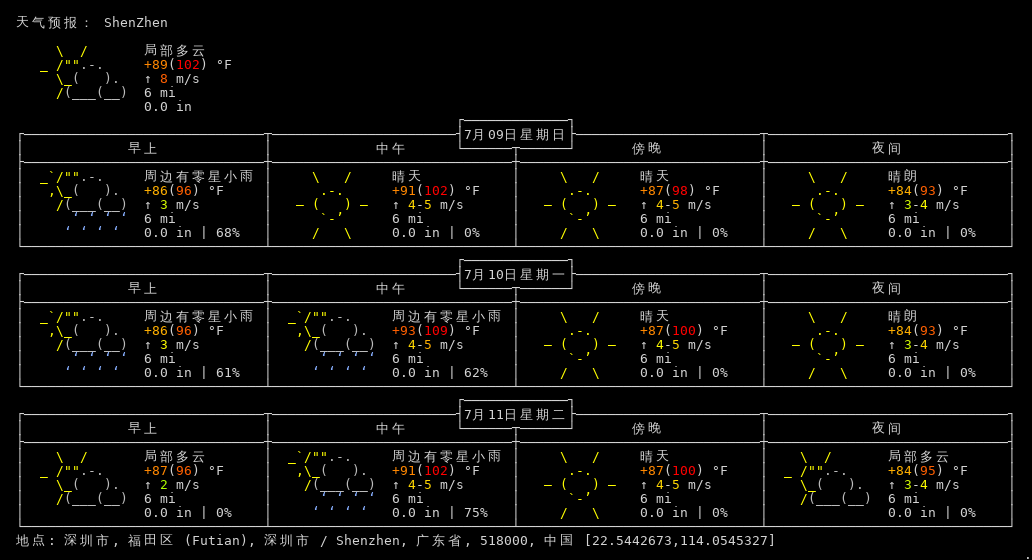 天气预报： ShenZhen
局部多云
+89(102) °F
↑ 8 m/s
6 mi
0.0 in
7月09日星期日
早上 中午 傍晚 夜间
周边有零星小雨 晴天 晴天 晴朗
+86(96) °F +91(102) °F +87(98) °F +84(93) °F
↑ 3 m/s ↑ 4-5 m/s ↑ 4-5 m/s ↑ 3-4 m/s
6 mi 6 mi 6 mi 6 mi
0.0 in | 68% 0.0 in | 0% 0.0 in | 0% 0.0 in | 0%
7月10日星期一
早上 中午 傍晚 夜间
周边有零星小雨 周边有零星小雨 晴天 晴朗
+86(96) °F +93(109) °F +87(100) °F +84(93) °F
↑ 3 m/s ↑ 4-5 m/s ↑ 4-5 m/s ↑ 3-4 m/s
6 mi 6 mi 6 mi 6 mi
0.0 in | 61% 0.0 in | 62% 0.0 in | 0% 0.0 in | 0%
7月11日星期二
早上 中午 傍晚 夜间
局部多云 周边有零星小雨 晴天 局部多云
+87(96) °F +91(102) °F +87(100) °F +84(95) °F
↑ 2 m/s ↑ 4-5 m/s ↑ 4-5 m/s ↑ 3-4 m/s
6 mi 6 mi 6 mi 6 mi
0.0 in | 0% 0.0 in | 75% 0.0 in | 0% 0.0 in | 0%
地点: 深圳市, 福田区 (Futian), 深圳市 / Shenzhen, 广东省, 518000, 中国 [22.5442673,114.0545327]